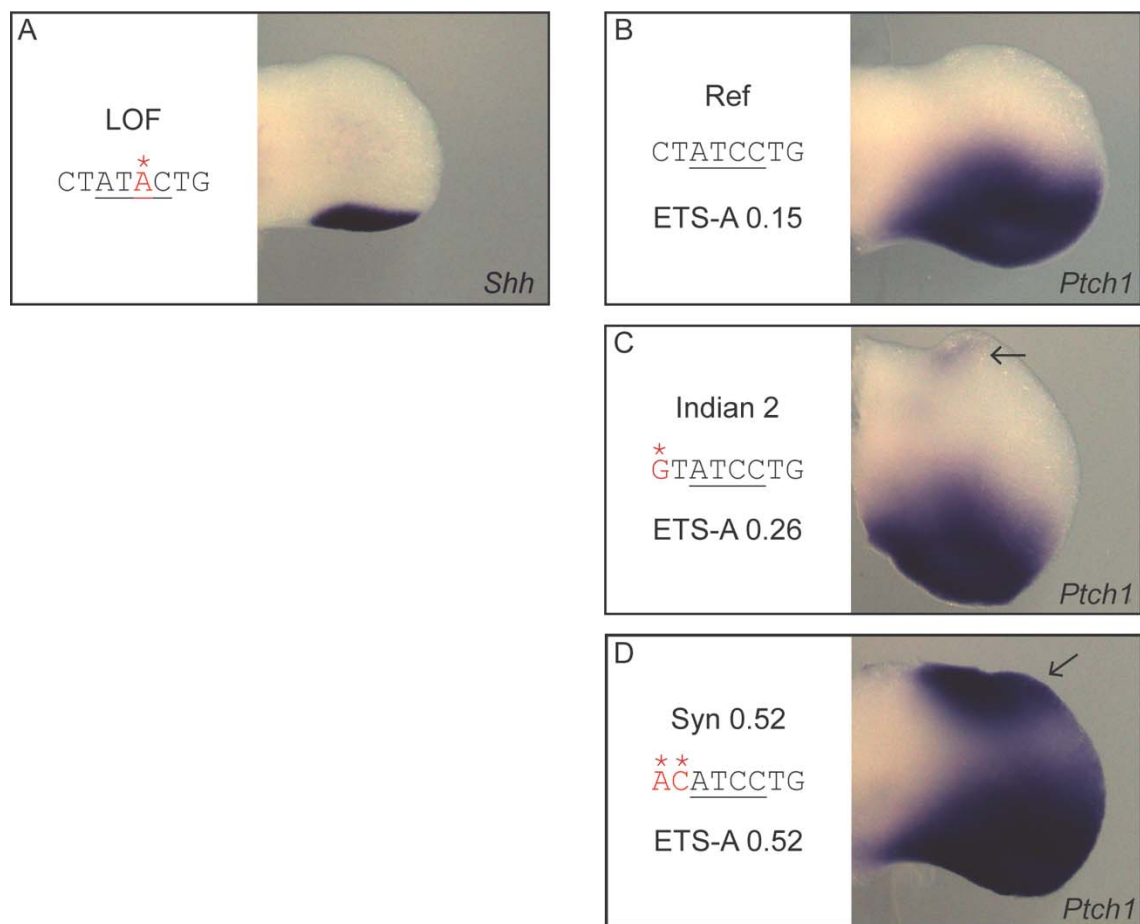 A
LOF
*
CTATACTG
Shh
B
Ref
CTATCCTG
ETS-A 0.15
Ptch1
C
Indian 2
*
GTATCCTG
ETS-A 0.26
Ptch1
D
Syn 0.52
* *
ACATCCTG
ETS-A 0.52
Ptch1